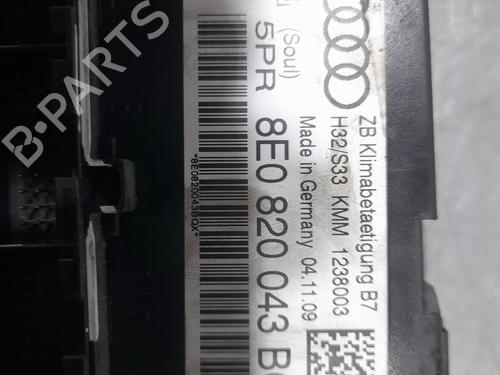 ZB Klimabetaetigung B7
H32/S33 KMM 1238003
Made in Germany 04.11.09
(Soul)
5PR 8E0 820 043 B
*8E0820043BQX*